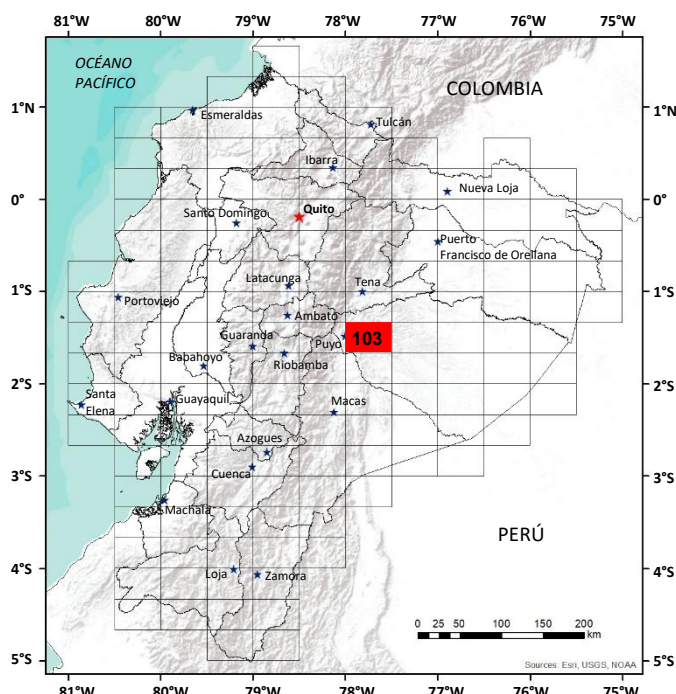 81°W 80°W 79°W 78°W 77°W 76°W 75°W
OCÉANO
PACÍFICO
COLOMBIA
1°N 1°N
Esmeraldas
Tulcán
Ibarra
Nueva Loja
0° 0°
Quito
Santo Domingo
Puerto
Francisco de Orellana
Latacunga
Tena
1°S 1°S
Portoviejo
Ambato
Guaranda
103
Puyo
Babahoyo
Riobamba
2°S 2°S
Santa
Elena
Guayaquil
Macas
Azogues
3°S 3°S
Cuenca
Machala
PERÚ
4°S 4°S
Loja
Zamora
0 25 50 100 150 200
km
5°S 5°S
Sources: Esri, USGS, NOAA
81°W 80°W 79°W 78°W 77°W 76°W 75°W